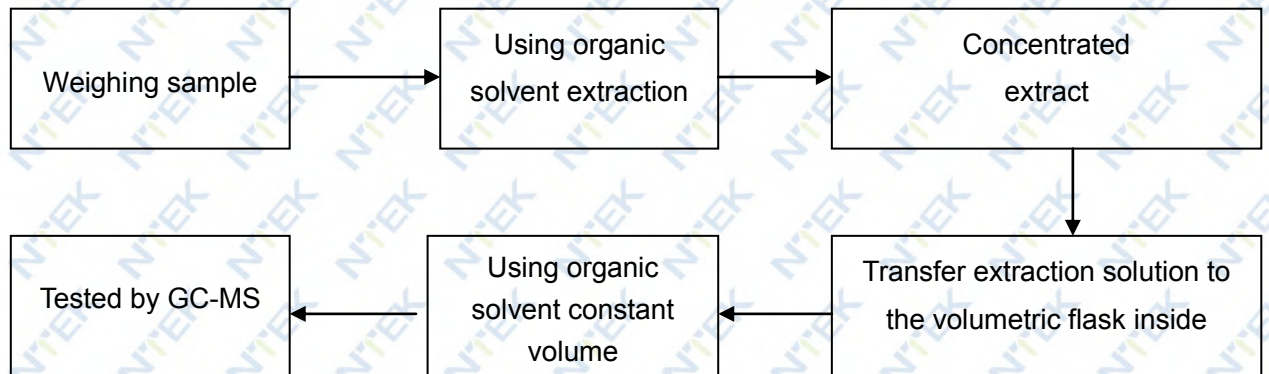 Weighing sample
Using organic
solvent extraction
Concentrated
extract
Transfer extraction solution to
the volumetric flask inside
Using organic
solvent constant
volume
Tested by GC-MS
NTEK